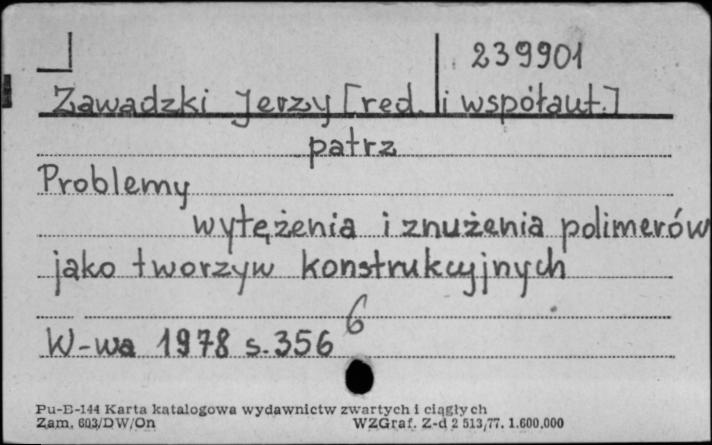 239901
Zawadzki Jerzy [red. i współaut.]
patrz
Problemy
wytężenia i znużenia polimerów
jako tworzyw konstrukcyjnych
6
W-wa 1978 s. 356
Pu-B-144 Karta katalogowa wydawnictw zwartych i ciągłych
Zam. 603/DW/On WZGraf. Z-d 2 513/77. 1.600.000